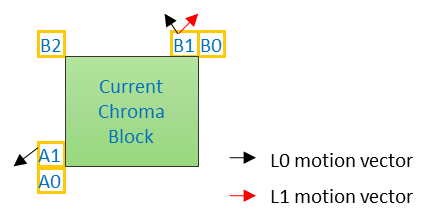 B2
B1
B0
Current
Chroma
Block
A1
A0
L0 motion vector
L1 motion vector